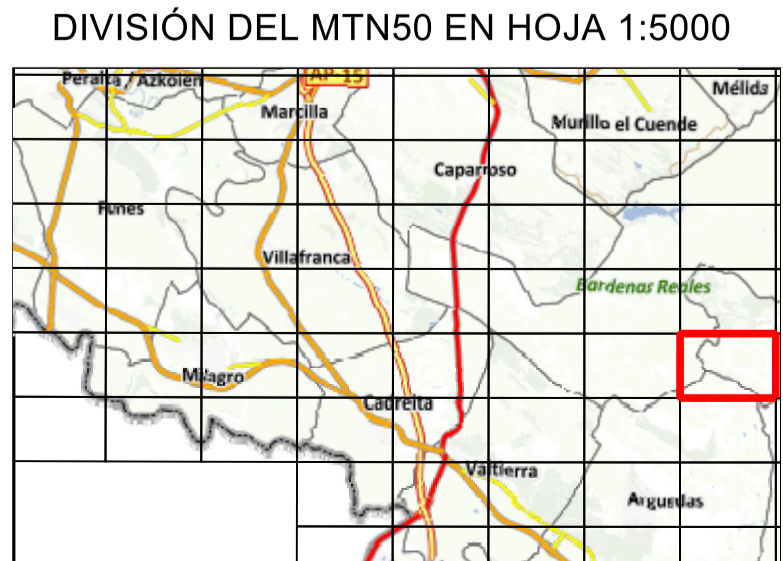 DIVISIÓN DEL MTN50 EN HOJA 1:5000
Peralta / Azkoien
AP-15
Mélida
Marcilla
Murillo el Cuende
Caparroso
Funes
Villafranca
Bardenas Reales
Milagro
Cadreita
Valtierra
Arguedas